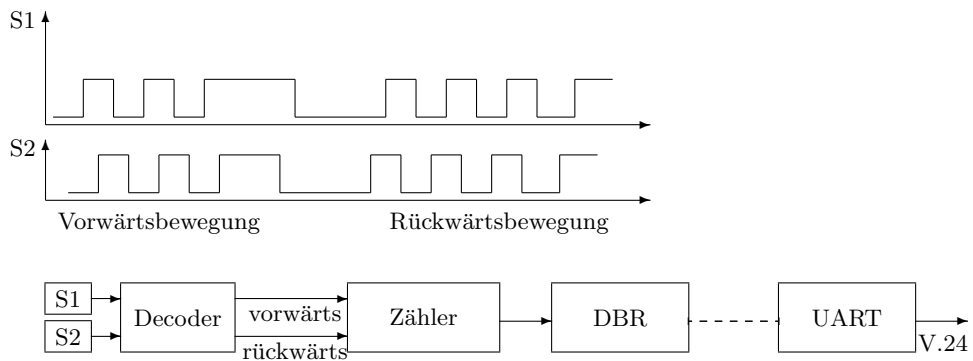 S1
S2
Vorwärtsbewegung Rückwärtsbewegung
S1
S2
Decoder
vorwärts
rückwärts
Zähler
DBR
UART
V.24